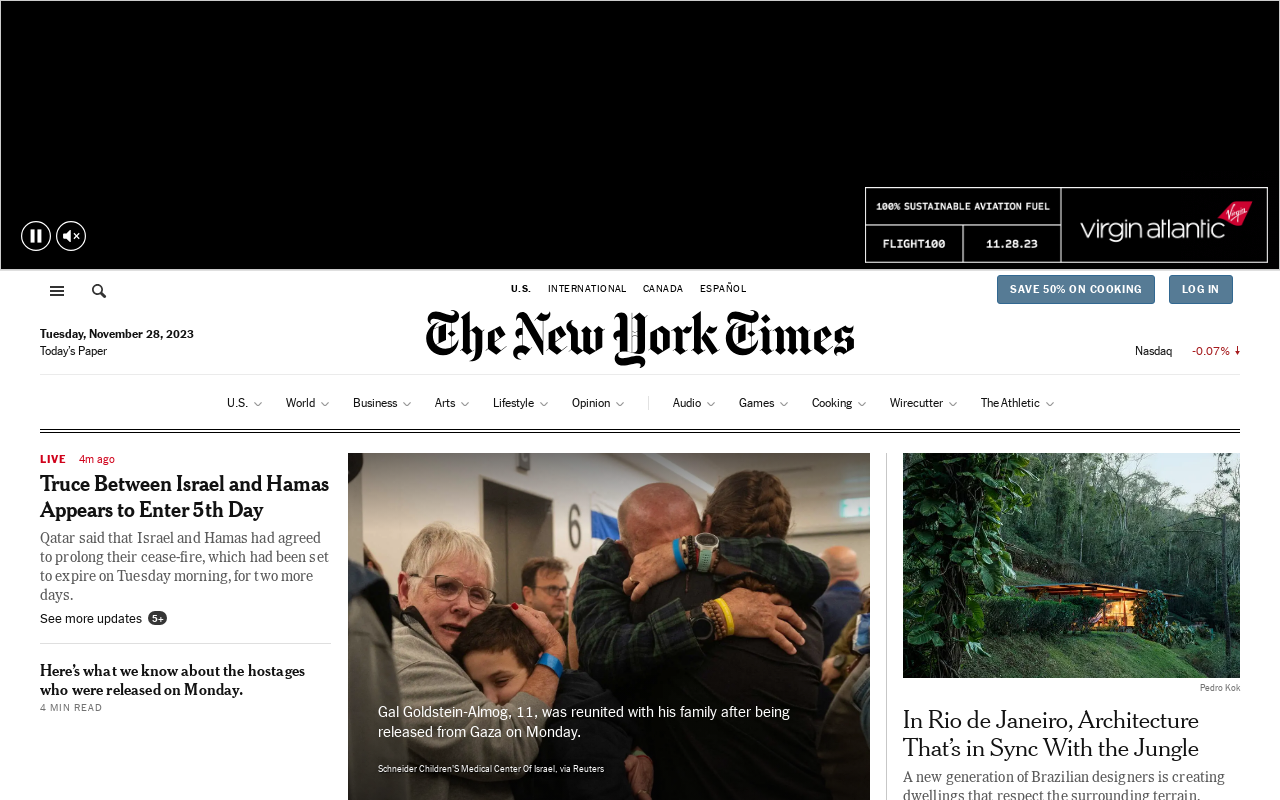 100% SUSTAINABLE AVIATION FUEL
FLIGHT100
11.28.23
virgin atlantic
Virgin
U.S.
INTERNATIONAL
CANADA
ESPAÑOL
SAVE 50% ON COOKING
LOG IN
Tuesday, November 28, 2023
Today's Paper
The New York Times
Nasdaq
-0.07%
U.S.
World
Business
Arts
Lifestyle
Opinion
Audio
Games
Cooking
Wirecutter
The Athletic
LIVE 4m ago
Truce Between Israel and Hamas
Appears to Enter 5th Day
Qatar said that Israel and Hamas had agreed
to prolong their cease-fire, which had been set
to expire on Tuesday morning, for two more
days.
See more updates 5+
Here's what we know about the hostages
who were released on Monday.
4 MIN READ
6
Gal Goldstein-Almog, 11, was reunited with his family after being
released from Gaza on Monday.
Schneider Children'S Medical Center Of Israel, via Reuters
Pedro Kok
In Rio de Janeiro, Architecture
That's in Sync With the Jungle
A new generation of Brazilian designers is creating
dwellings that respect the surrounding terrain.